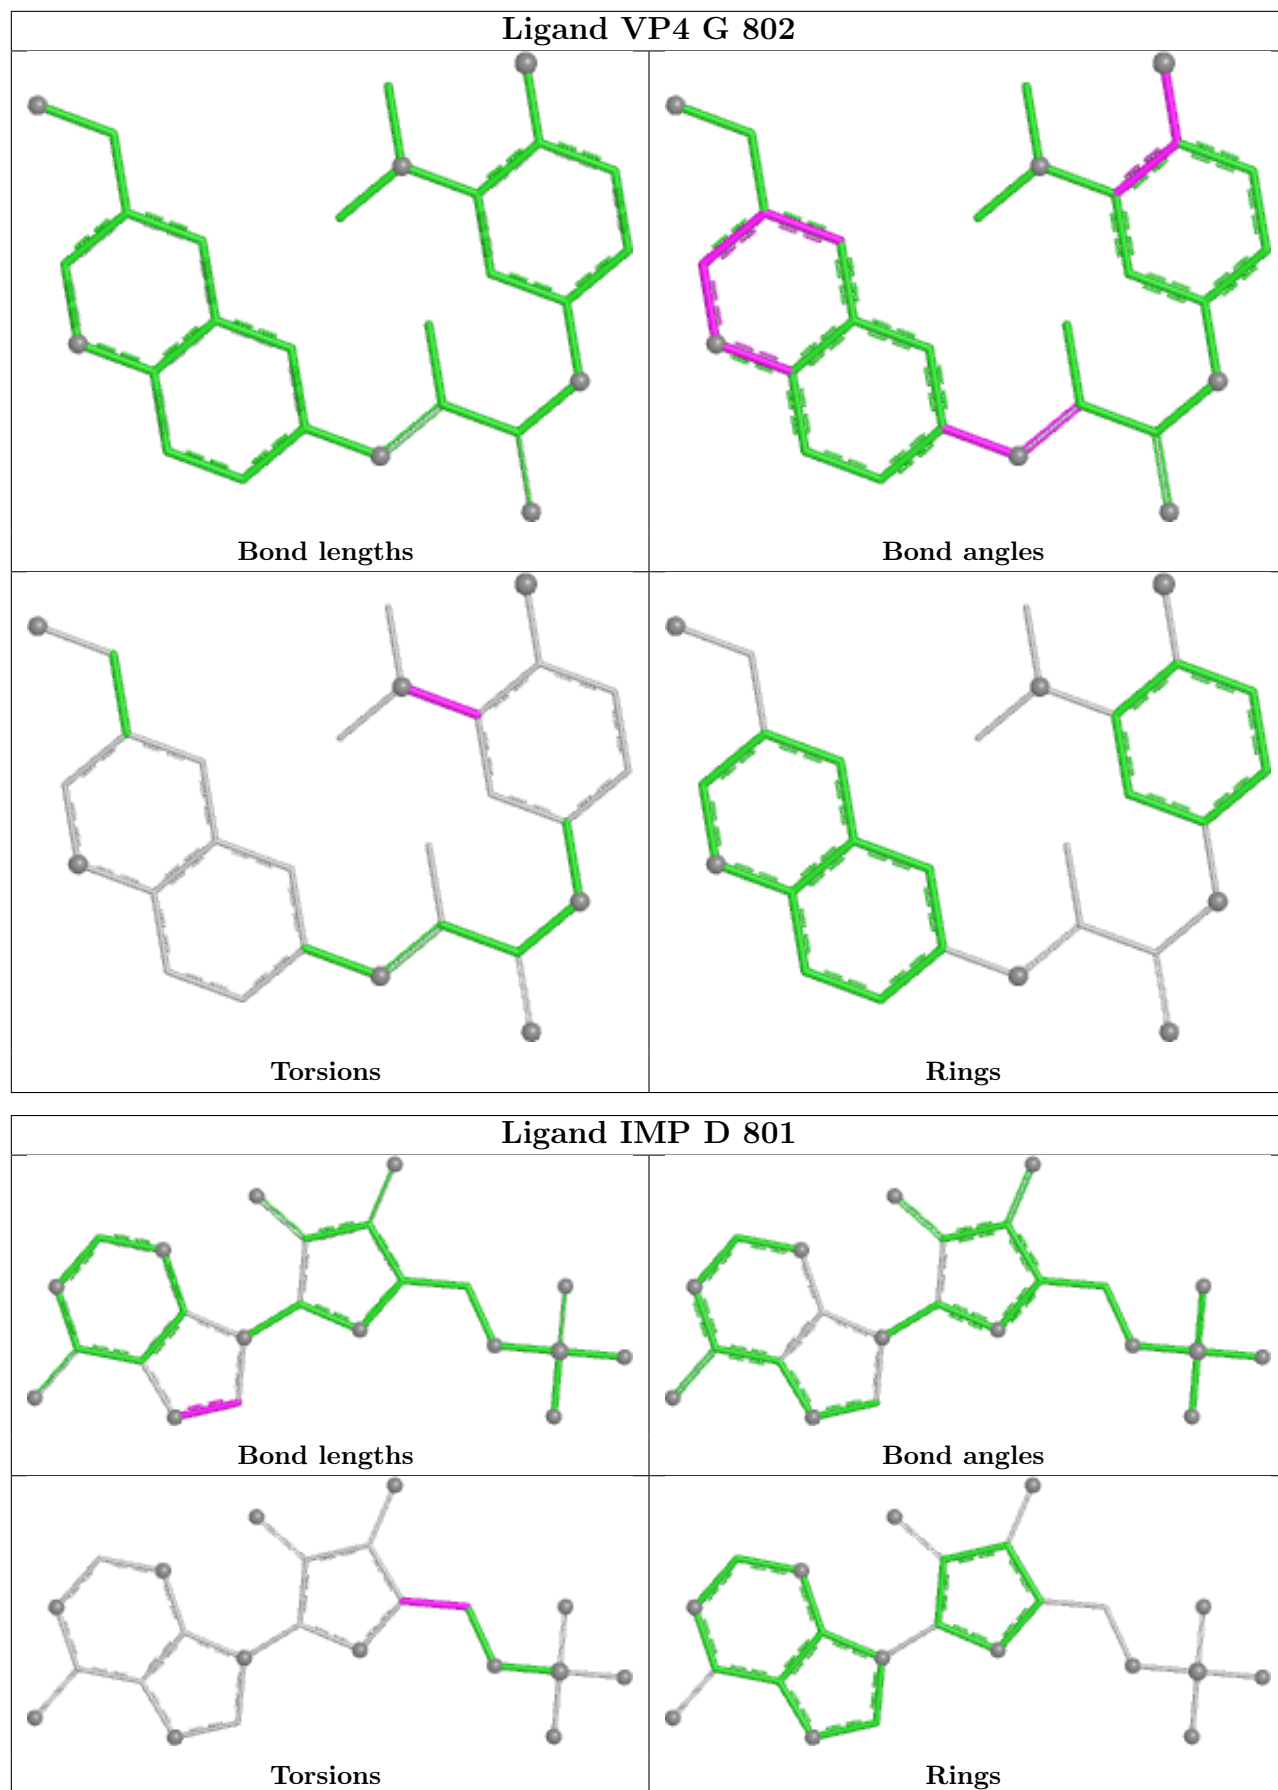 Ligand VP4 G 802
Bond lengths
Bond angles
Torsions
Rings
Ligand IMP D 801
Bond lengths
Bond angles
Torsions
Rings